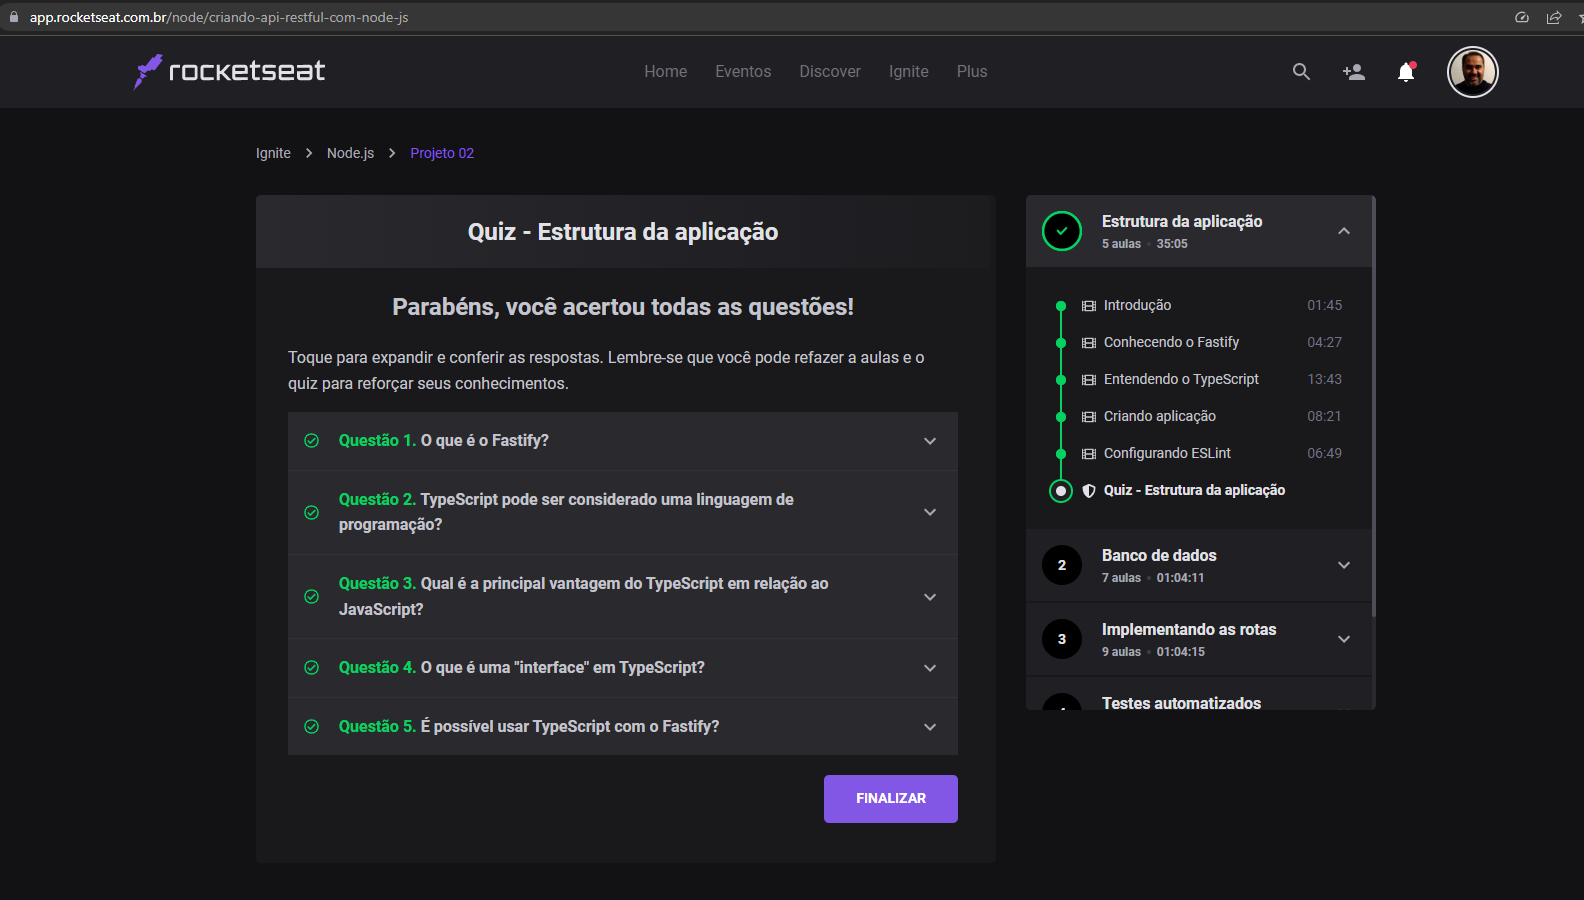 app.rocketseat.com.br/node/criando-api-restful-com-node-js
rocketseat
Home Eventos Discover Ignite Plus
Ignite > Node.js > Projeto 02
Quiz - Estrutura da aplicação
Parabéns, você acertou todas as questões!
Toque para expandir e conferir as respostas. Lembre-se que você pode refazer a aulas e o
quiz para reforçar seus conhecimentos.
Questão 1. O que é o Fastify?
Questão 2. TypeScript pode ser considerado uma linguagem de
programação?
Questão 3. Qual é a principal vantagem do TypeScript em relação ao
JavaScript?
Questão 4. O que é uma "interface" em TypeScript?
Questão 5. É possível usar TypeScript com o Fastify?
FINALIZAR
Estrutura da aplicação
5 aulas • 35:05
Introdução 01:45
Conhecendo o Fastify 04:27
Entendendo o TypeScript 13:43
Criando aplicação 08:21
Configurando ESLint 06:49
Quiz - Estrutura da aplicação
2 Banco de dados
7 aulas • 01:04:11
3 Implementando as rotas
9 aulas • 01:04:15
Testes automatizados